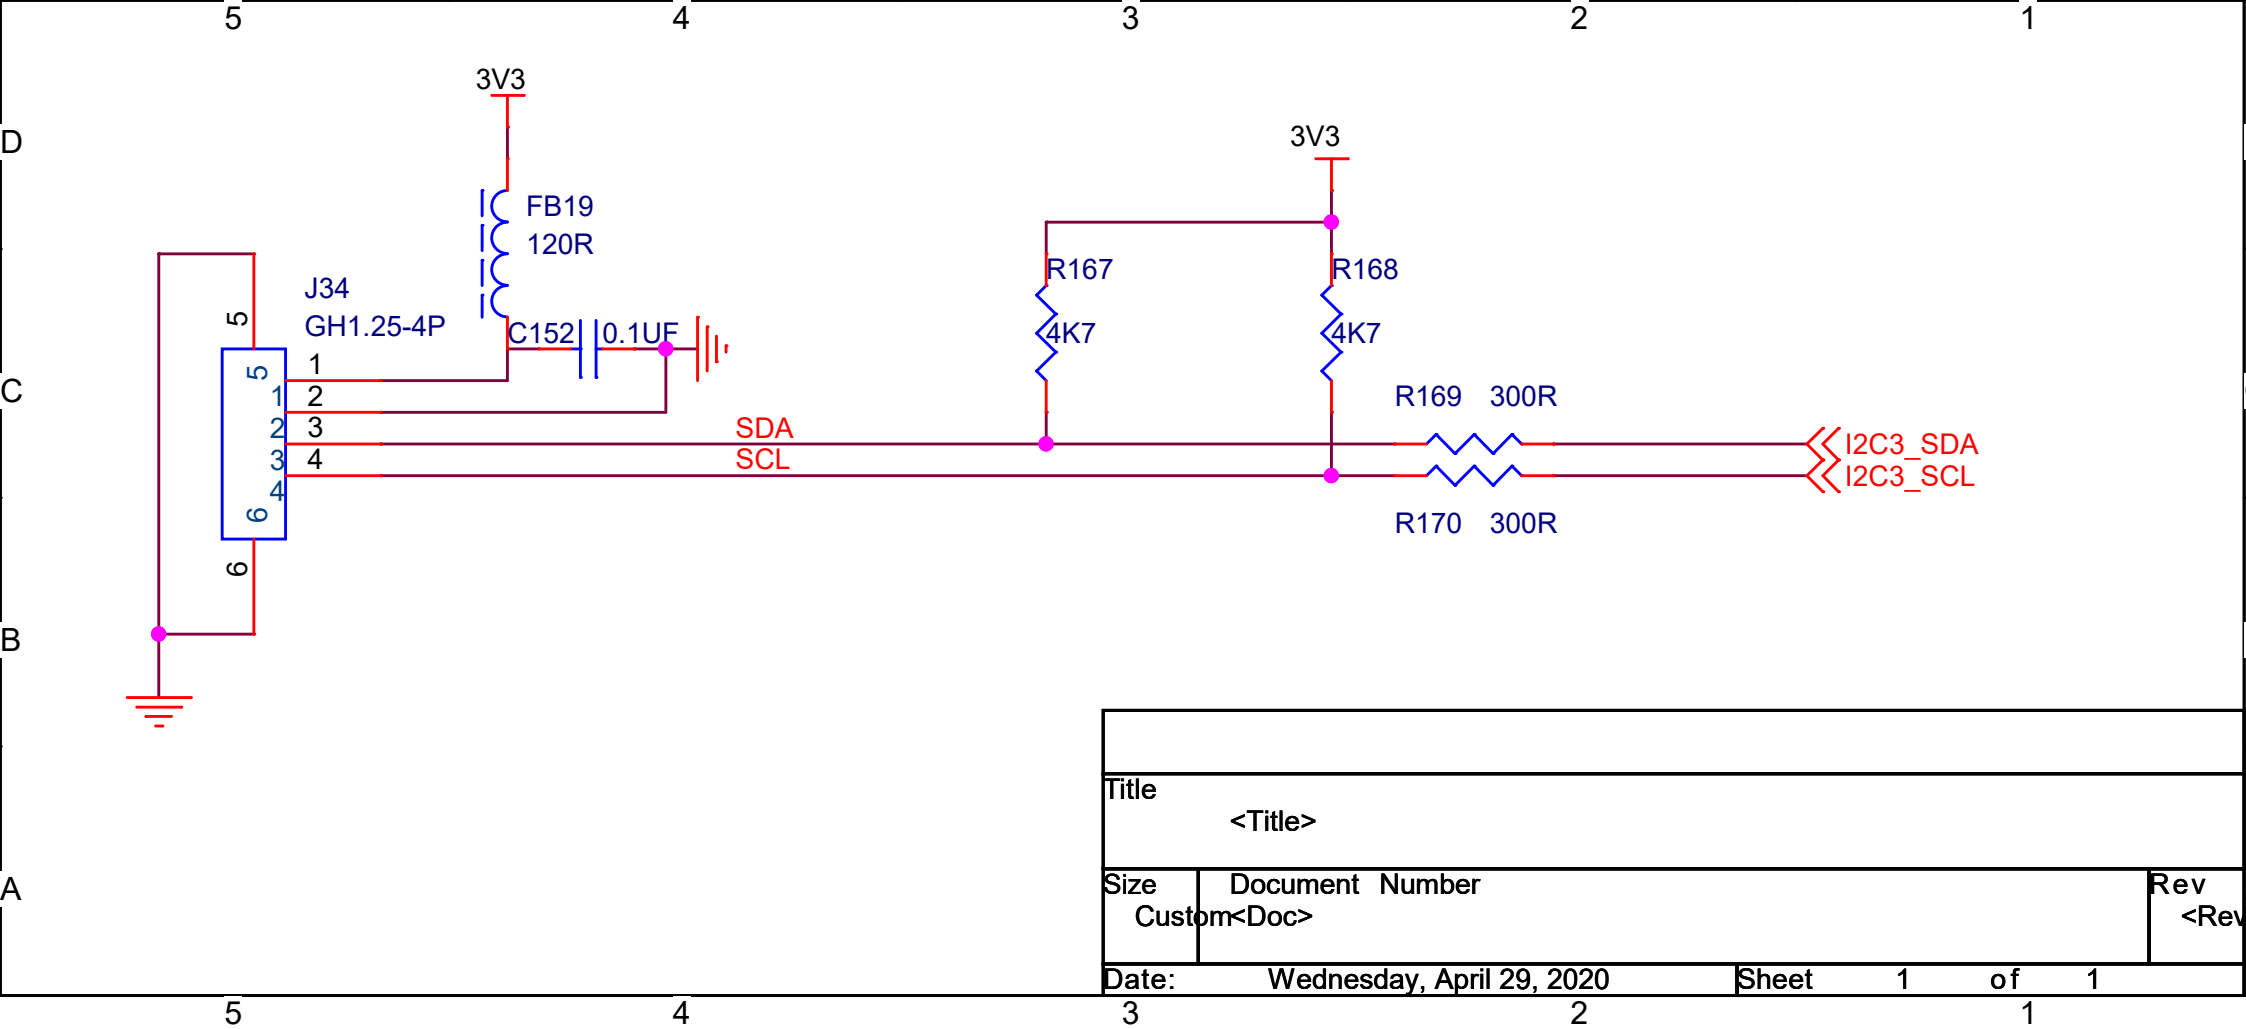 5 4 3 2 1
3V3
D
3V3
FB19
120R
R167
R168
J34
GH1.25-4P
5
C152 0.1UF
4K7
4K7
1
5
C
1
2
R169 300R
2
3
SDA
I2C3_SDA
3
4
SCL
I2C3_SCL
4
6
R170 300R
6
B
Title
<Title>
A
Size
Document Number
Rev
Custom
<Doc>
<Rev
Date:
Wednesday, April 29, 2020
Sheet 1 of 1
5 4 3 2 1